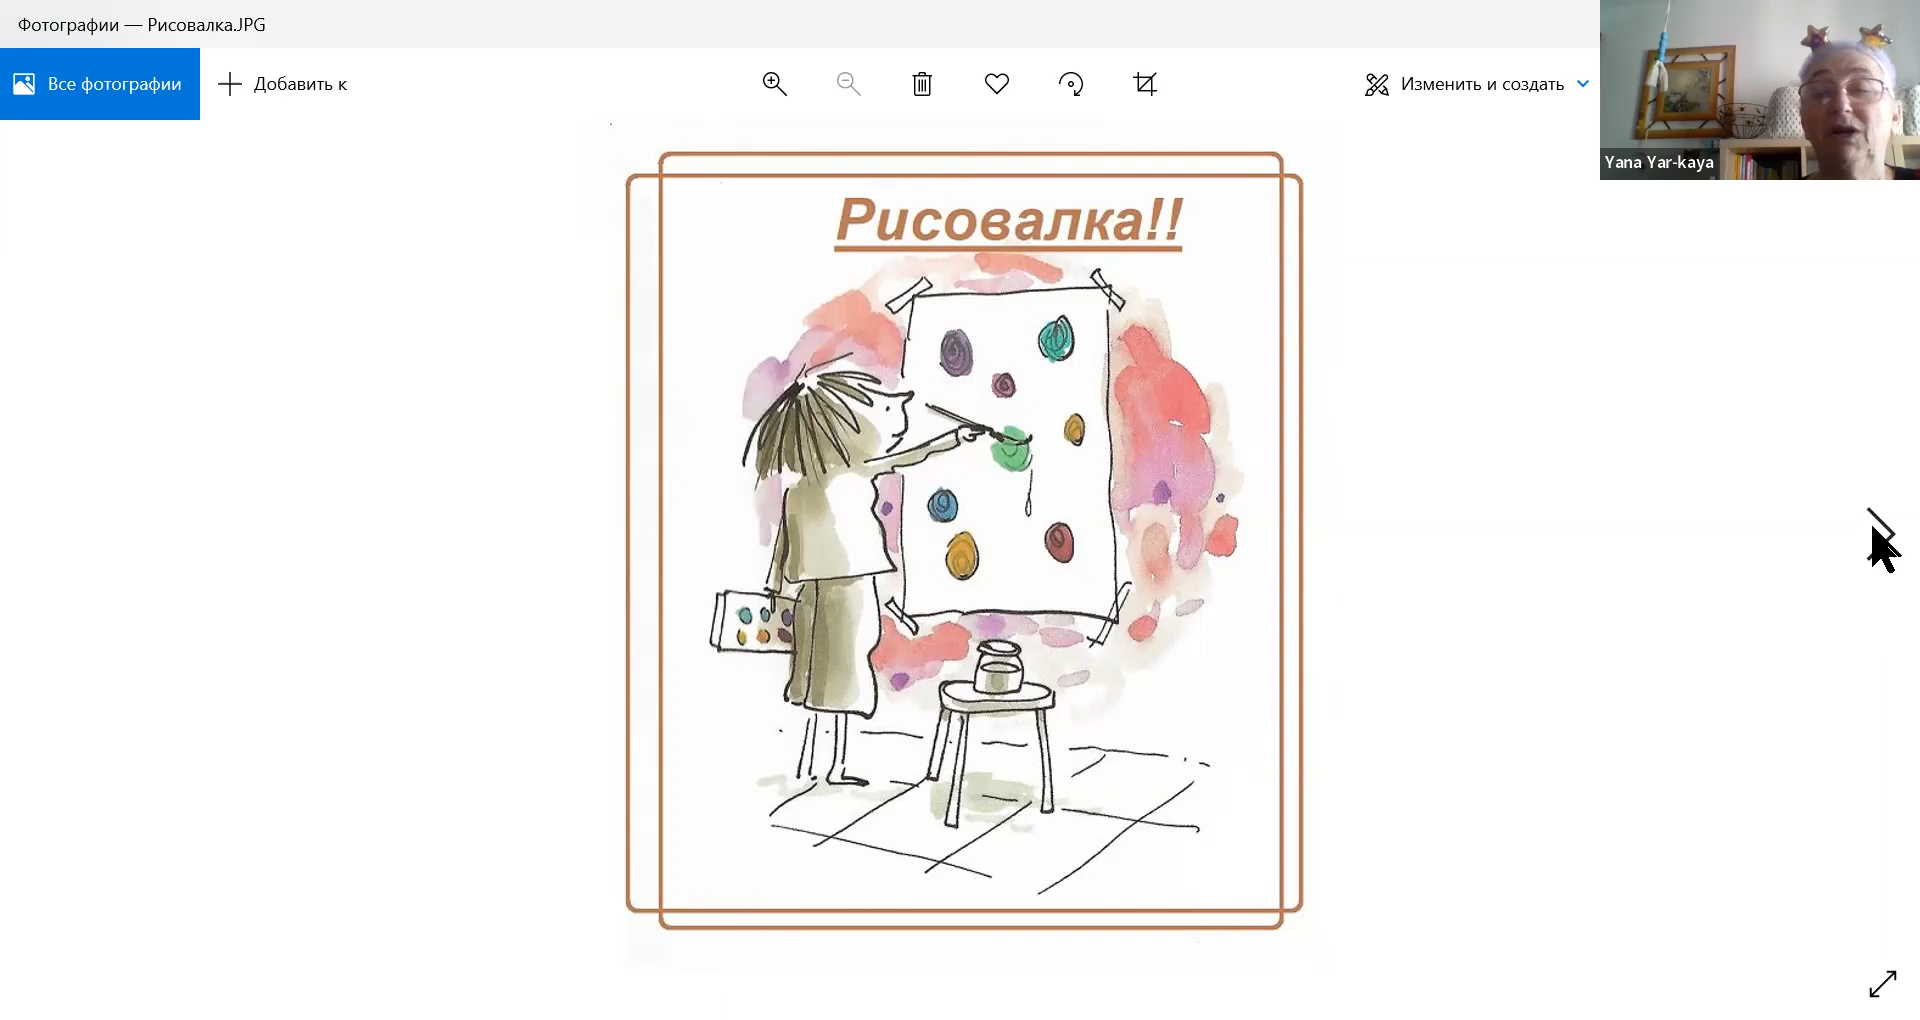 Фотографии — Рисовалка.JPG
Все фотографии
Добавить к
Изменить и создать
Yana Yar-kaya
Рисовалка!!